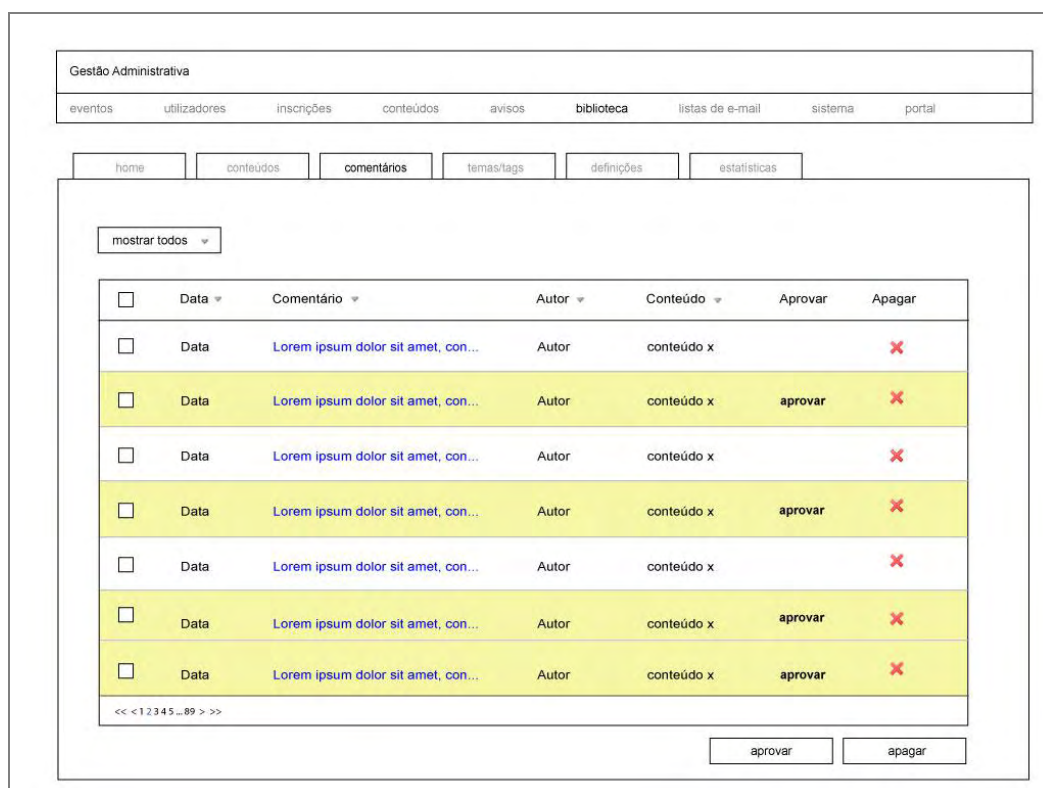 Gestão Administrativa
eventos utilizadores inscrições conteúdos avisos biblioteca listas de e-mail sistema portal
home conteúdos comentários temas/tags definições estatísticas
mostrar todos
Data Comentário Autor Conteúdo Aprovar Apagar
Data Lorem ipsum dolor sit amet, con... Autor conteúdo x
Data Lorem ipsum dolor sit amet, con... Autor conteúdo x aprovar
Data Lorem ipsum dolor sit amet, con... Autor conteúdo x
Data Lorem ipsum dolor sit amet, con... Autor conteúdo x aprovar
Data Lorem ipsum dolor sit amet, con... Autor conteúdo x
Data Lorem ipsum dolor sit amet, con... Autor conteúdo x aprovar
Data Lorem ipsum dolor sit amet, con... Autor conteúdo x aprovar
<< < 1 2 3 4 5 ... 89 > >>
aprovar apagar